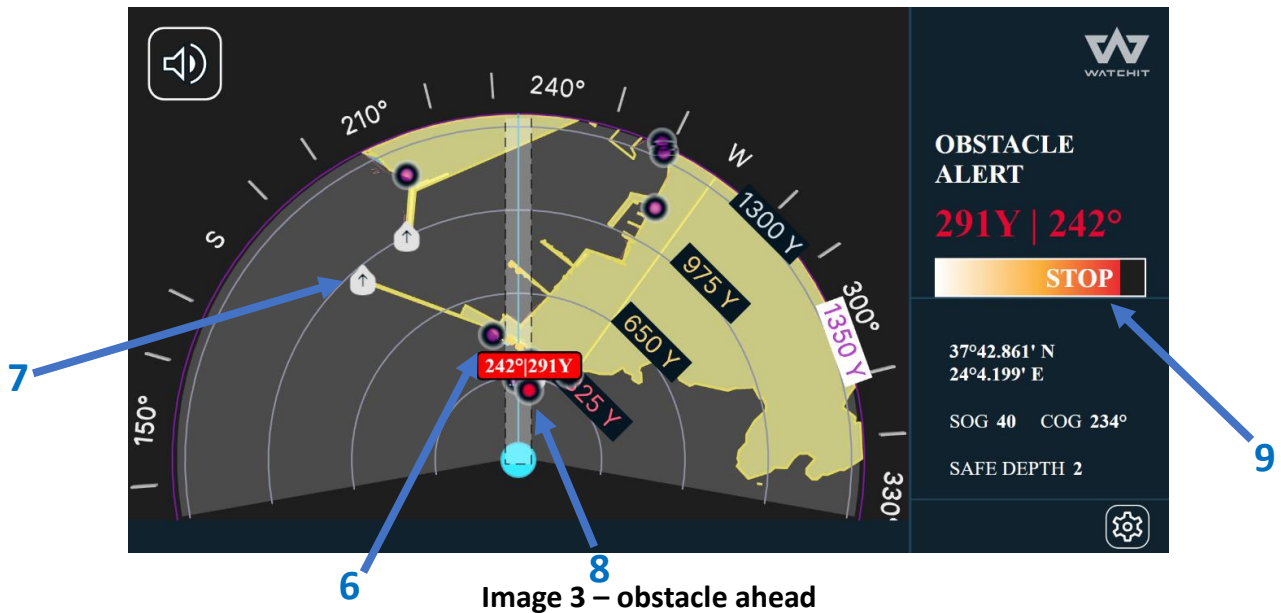 WATCHIT
240°
210°
W
S
300°
150°
330°
1300 Y
975 Y
650 Y
1350 Y
242°|291Y
OBSTACLE
ALERT
291Y | 242°
STOP
37°42.861' N
24°4.199' E
SOG 40 COG 234°
SAFE DEPTH 2
7
9
6
8
Image 3 – obstacle ahead